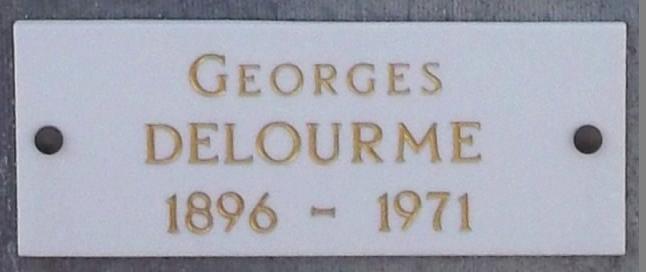 GEORGES
DELOURME
1896 - 1971